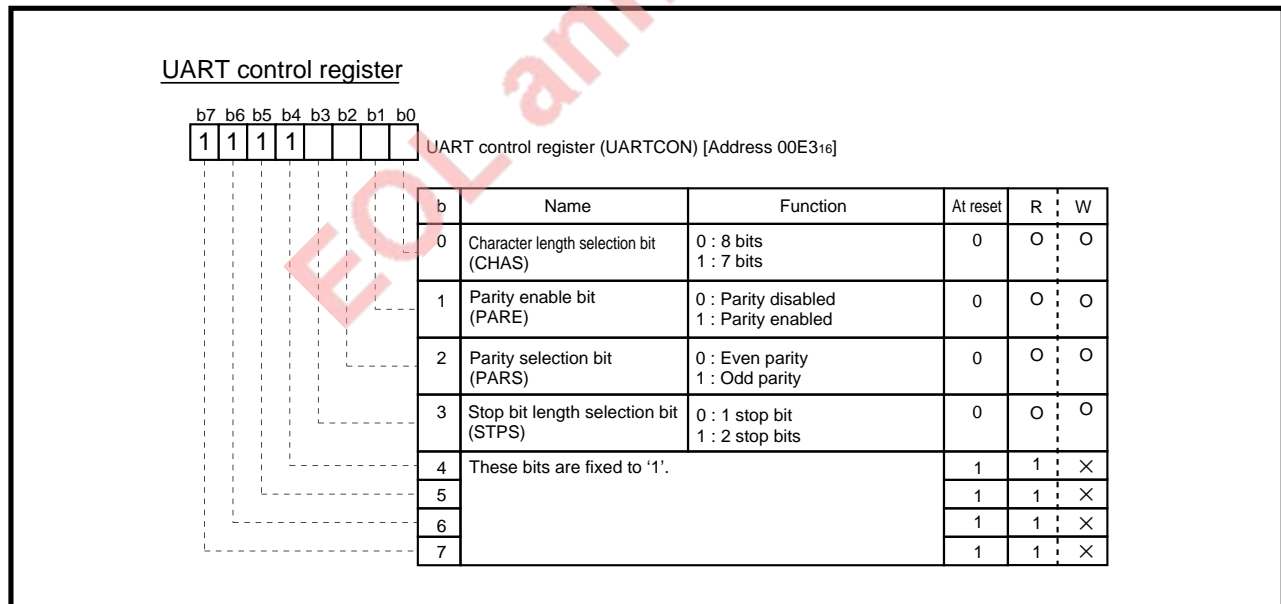 EOL ann
UART control register
b7 b6 b5 b4 b3 b2 b1 b0
1 1 1 1
UART control register (UARTCON) [Address 00E316]
b Name Function At reset R W
0 Character length selection bit (CHAS) 0 : 8 bits 1 : 7 bits 0 O O
1 Parity enable bit (PARE) 0 : Parity disabled 1 : Parity enabled 0 O O
2 Parity selection bit (PARS) 0 : Even parity 1 : Odd parity 0 O O
3 Stop bit length selection bit (STPS) 0 : 1 stop bit 1 : 2 stop bits 0 O O
4 These bits are fixed to ‘1’. 1 1 ×
5 1 1 ×
6 1 1 ×
7 1 1 ×